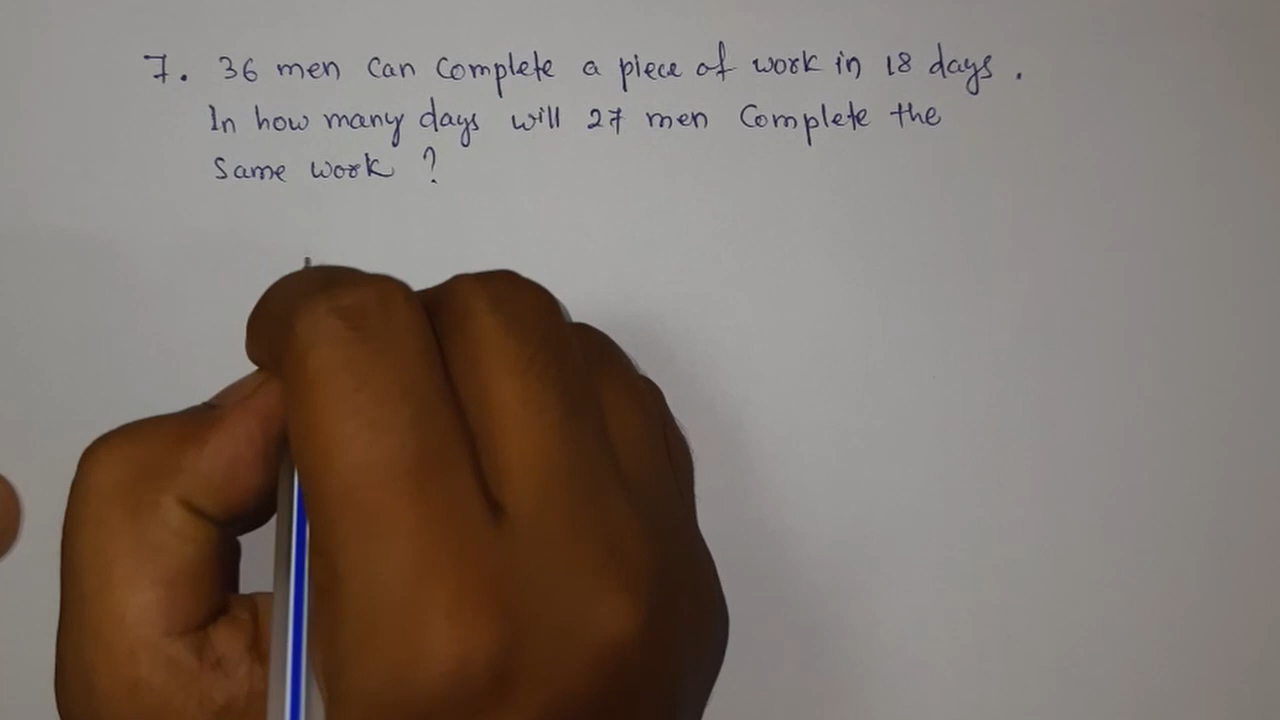 7. 36 men can complete a piece of work in 18 days.
In how many days will 27 men complete the
same work ?